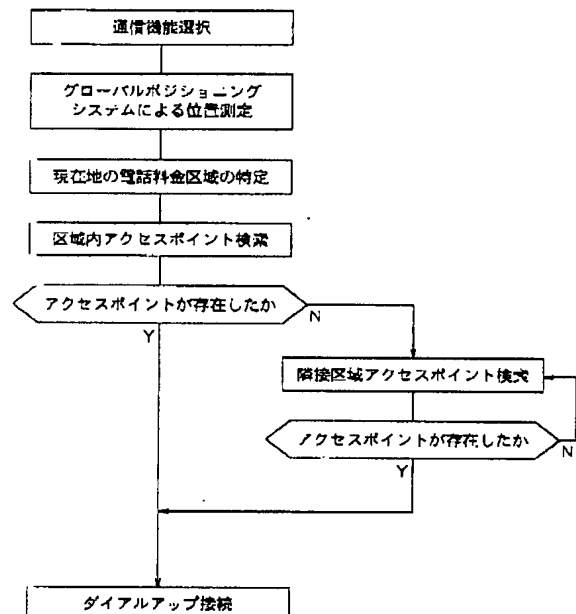 通信機能選択
グローバルポジショニング
システムによる位置測定
現在地の電話料金区域の特定
区域内アクセスポイント検索
アクセスポイントが存在したか
N
Y
隣接区域アクセスポイント検索
アクセスポイントが存在したか
N
Y
ダイアルアップ接続